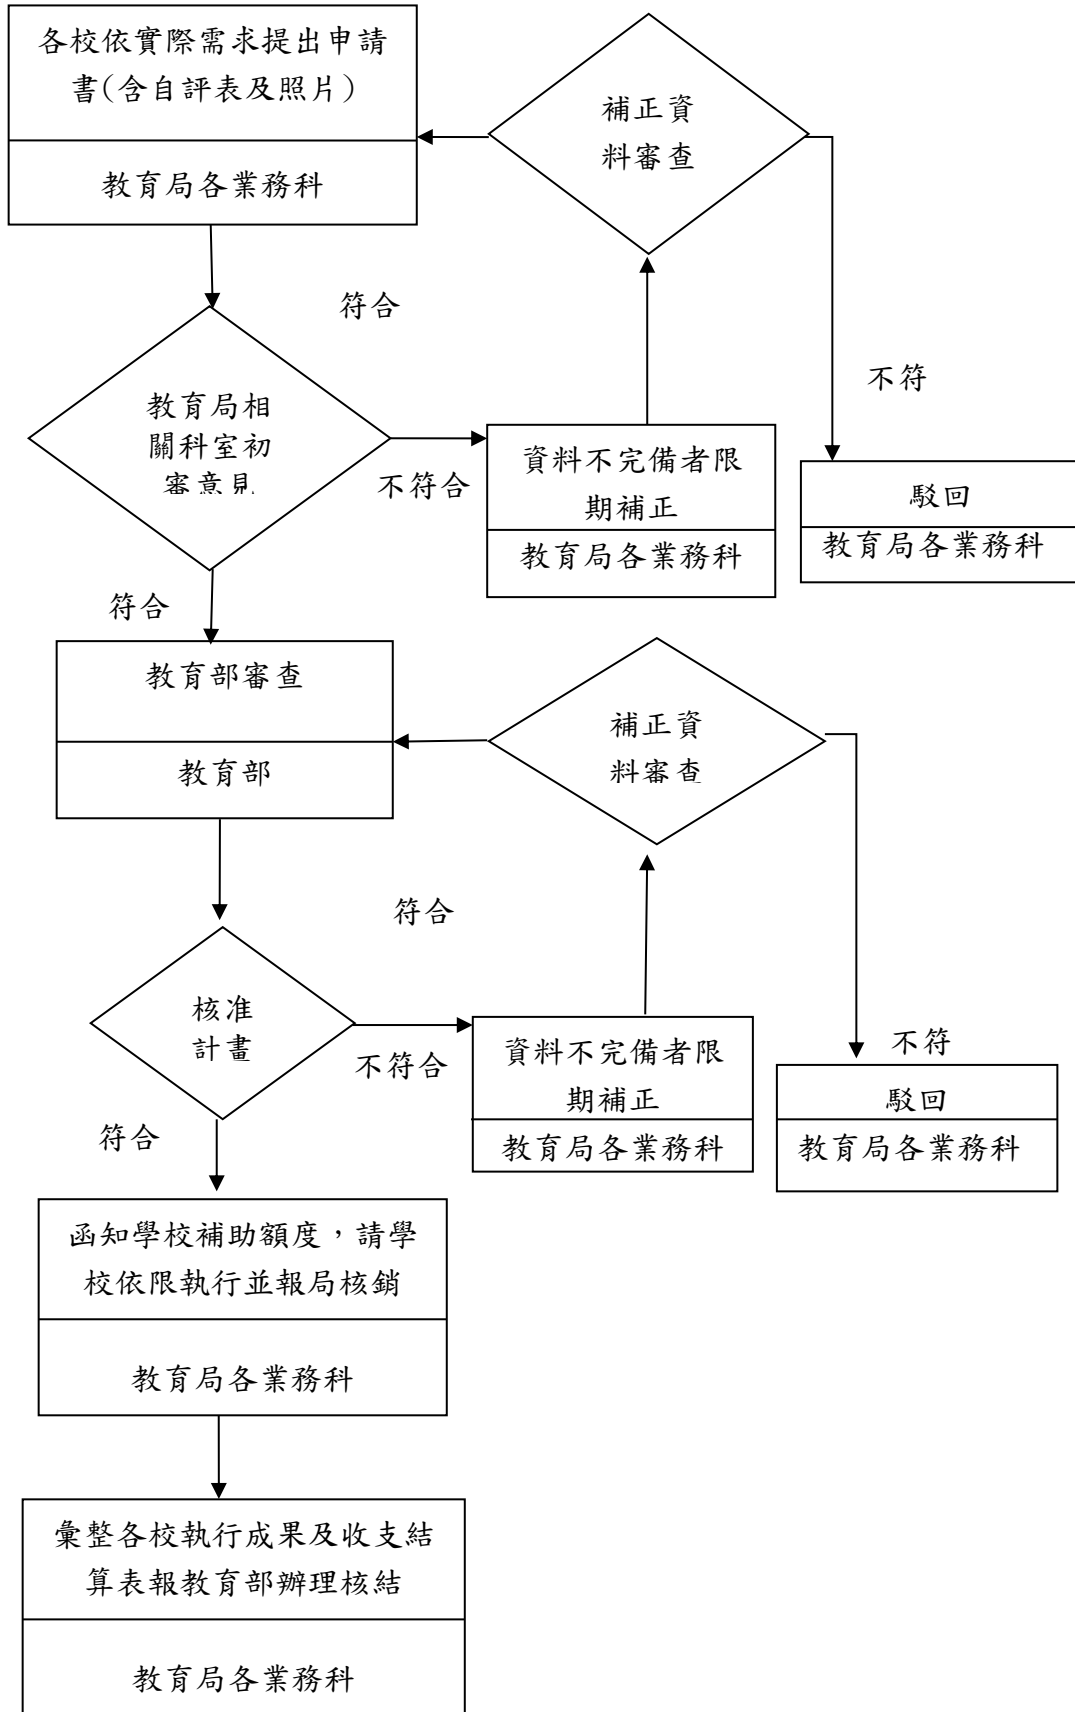 各校依實際需求提出申請
書(含自評表及照片)
教育局各業務科
補正資
料審查
符合
不符
教育局相
關科室初
審意見
不符合
資料不完備者限
期補正
教育局各業務科
駁回
教育局各業務科
符合
教育部審查
教育部
補正資
料審查
符合
不符
核准
計畫
不符合
資料不完備者限
期補正
教育局各業務科
駁回
教育局各業務科
符合
函知學校補助額度，請學
校依限執行並報局核銷
教育局各業務科
彙整各校執行成果及收支結
算表報教育部辦理核結
教育局各業務科